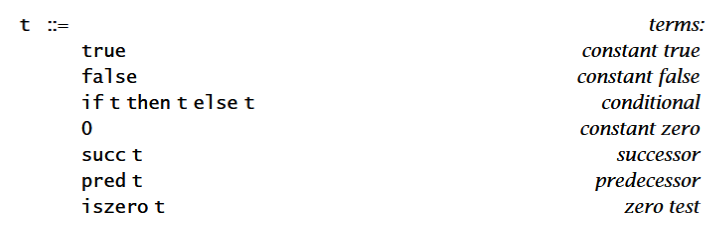 t ::= terms:
true constant true
false constant false
if t then t else t conditional
0 constant zero
succ t successor
pred t predecessor
iszero t zero test